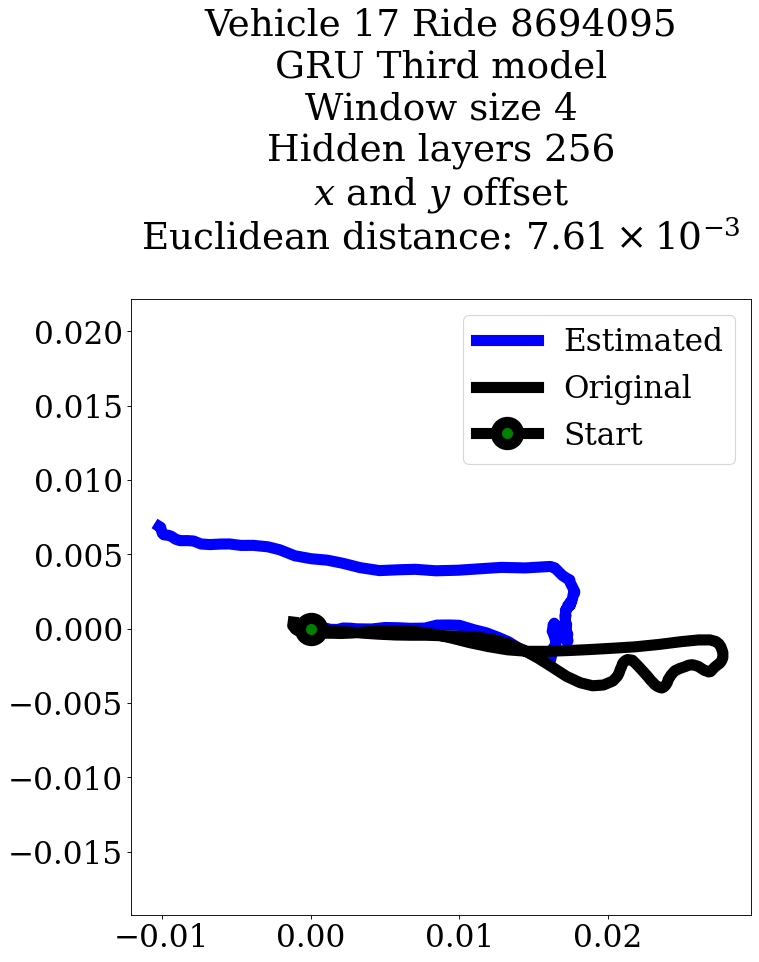 Vehicle 17 Ride 8694095
GRU Third model
Window size 4
Hidden layers 256
x and y offset
Euclidean distance: 7.61 × 10⁻³
Estimated
Original
Start
0.020
0.015
0.010
0.005
0.000
−0.005
−0.010
−0.015
−0.01 0.00 0.01 0.02